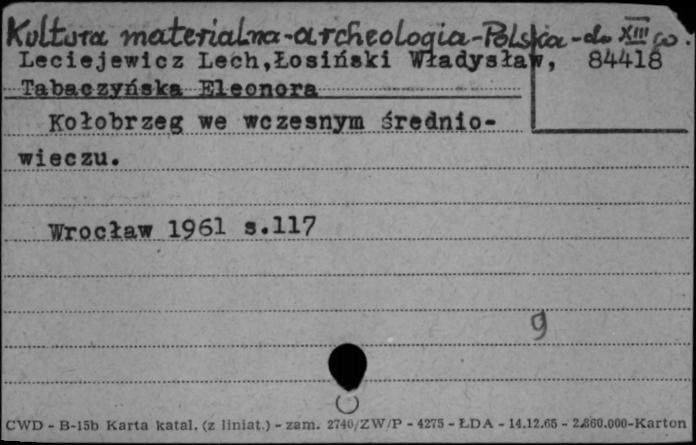 Kultura materialna-archeologia-Polska-do XIII w.
Leciejewicz Lech,Łosiński Władysław, 84418
Tabaczyńska Eleonora
Kołobrzeg we wczesnym średnio-
wieczu.
Wrocław 1961 s.117
9
CWD - B-15b Karta katal. (z liniat.) - zam. 2740/ZW/P - 4275 - ŁDA - 14.12.65 - 2.860.000-Karton